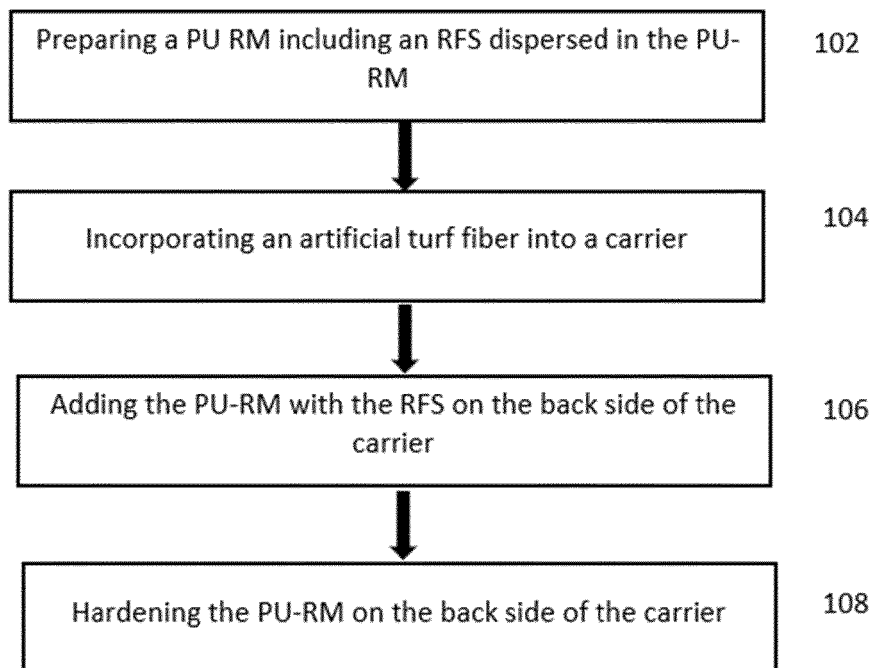 Preparing a PU RM including an RFS dispersed in the PU-
RM
102
Incorporating an artificial turf fiber into a carrier
104
Adding the PU-RM with the RFS on the back side of the
carrier
106
Hardening the PU-RM on the back side of the carrier
108